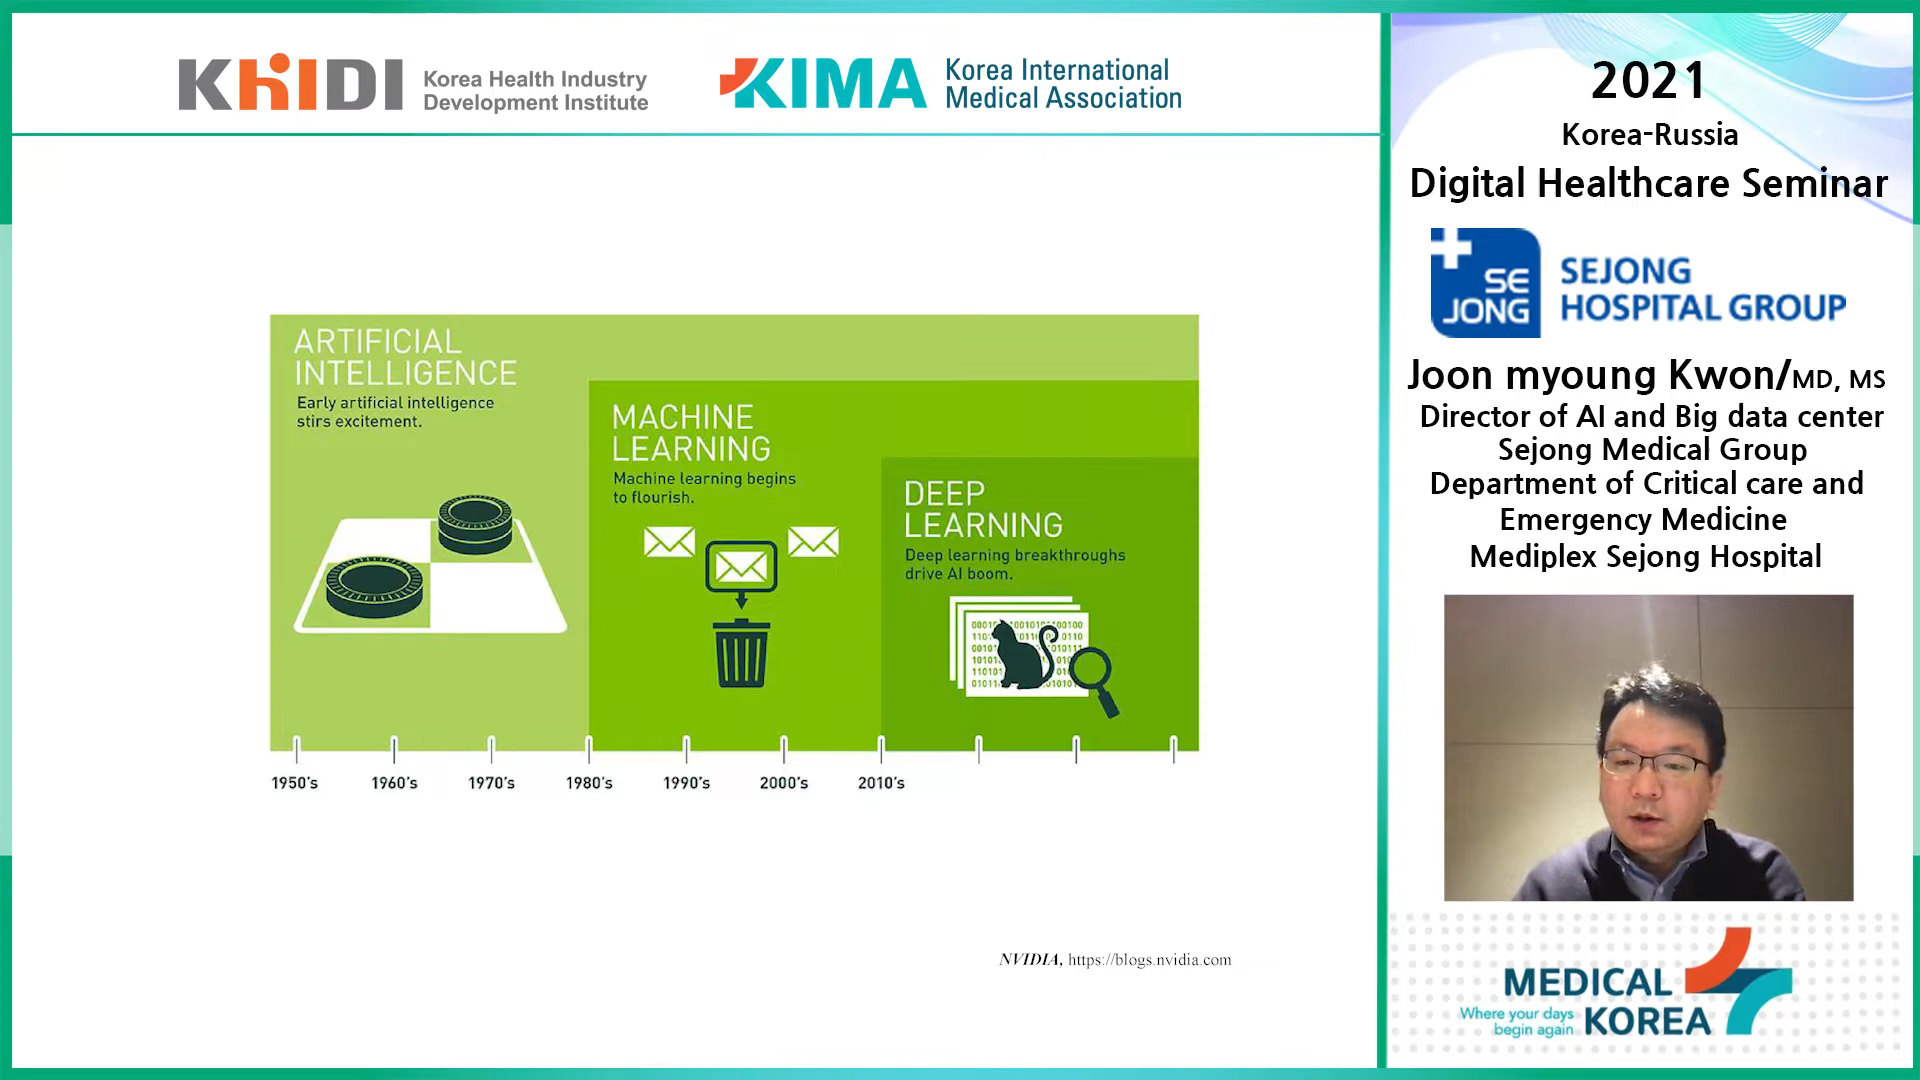 KHIDI Korea Health Industry
Development Institute
KIMA Korea International
Medical Association
ARTIFICIAL
INTELLIGENCE
Early artificial intelligence
stirs excitement.
MACHINE
LEARNING
Machine learning begins
to flourish.
DEEP
LEARNING
Deep learning breakthroughs
drive AI boom.
1950's 1960's 1970's 1980's 1990's 2000's 2010's
NVIDIA, https://blogs.nvidia.com
2021
Korea-Russia
Digital Healthcare Seminar
SE
JONG
SEJONG
HOSPITAL GROUP
Joon myoung Kwon/MD, MS
Director of AI and Big data center
Sejong Medical Group
Department of Critical care and
Emergency Medicine
Mediplex Sejong Hospital
MEDICAL
KOREA
Where your days
begin again